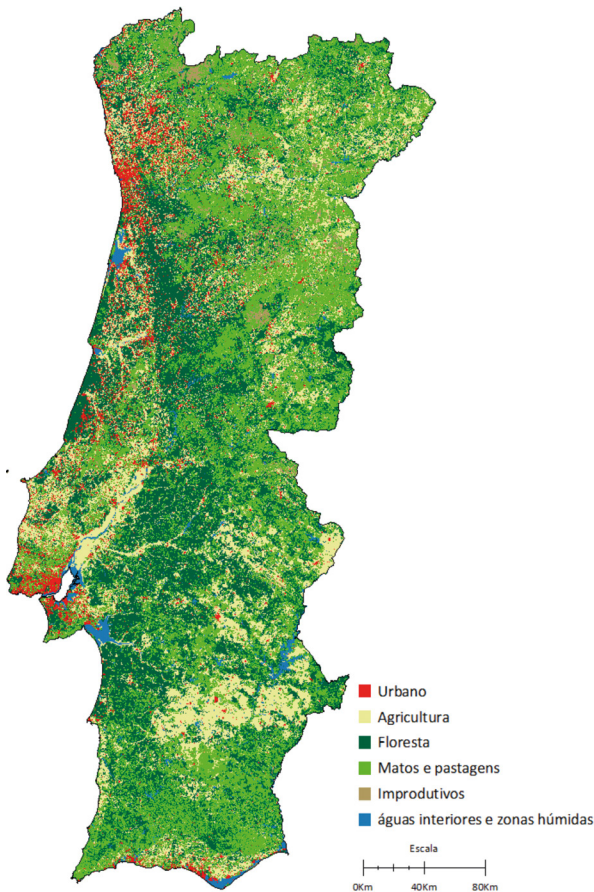 Urbano
Agricultura
Floresta
Matos e pastagens
Improdutivos
águas interiores e zonas húmidas
Escala
0Km 40Km 80Km